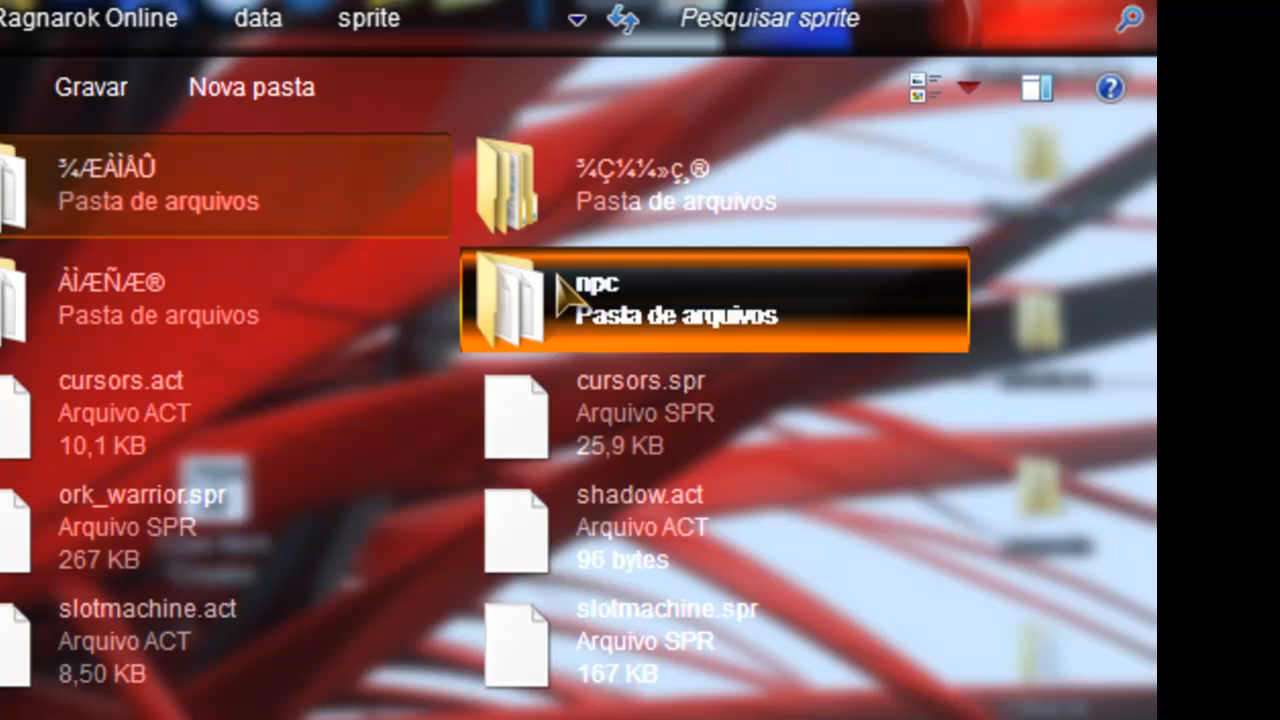 Ragnarok Online data sprite Pesquisar sprite
Gravar Nova pasta
¾ÆÀÌÅÛ
Pasta de arquivos
¾Ç¼¼»ç¸®
Pasta de arquivos
ÀÌÆÑÆ®
Pasta de arquivos
npc
Pasta de arquivos
cursors.act
Arquivo ACT
10,1 KB
cursors.spr
Arquivo SPR
25,9 KB
ork_warrior.spr
Arquivo SPR
267 KB
shadow.act
Arquivo ACT
96 bytes
slotmachine.act
Arquivo ACT
8,50 KB
slotmachine.spr
Arquivo SPR
167 KB